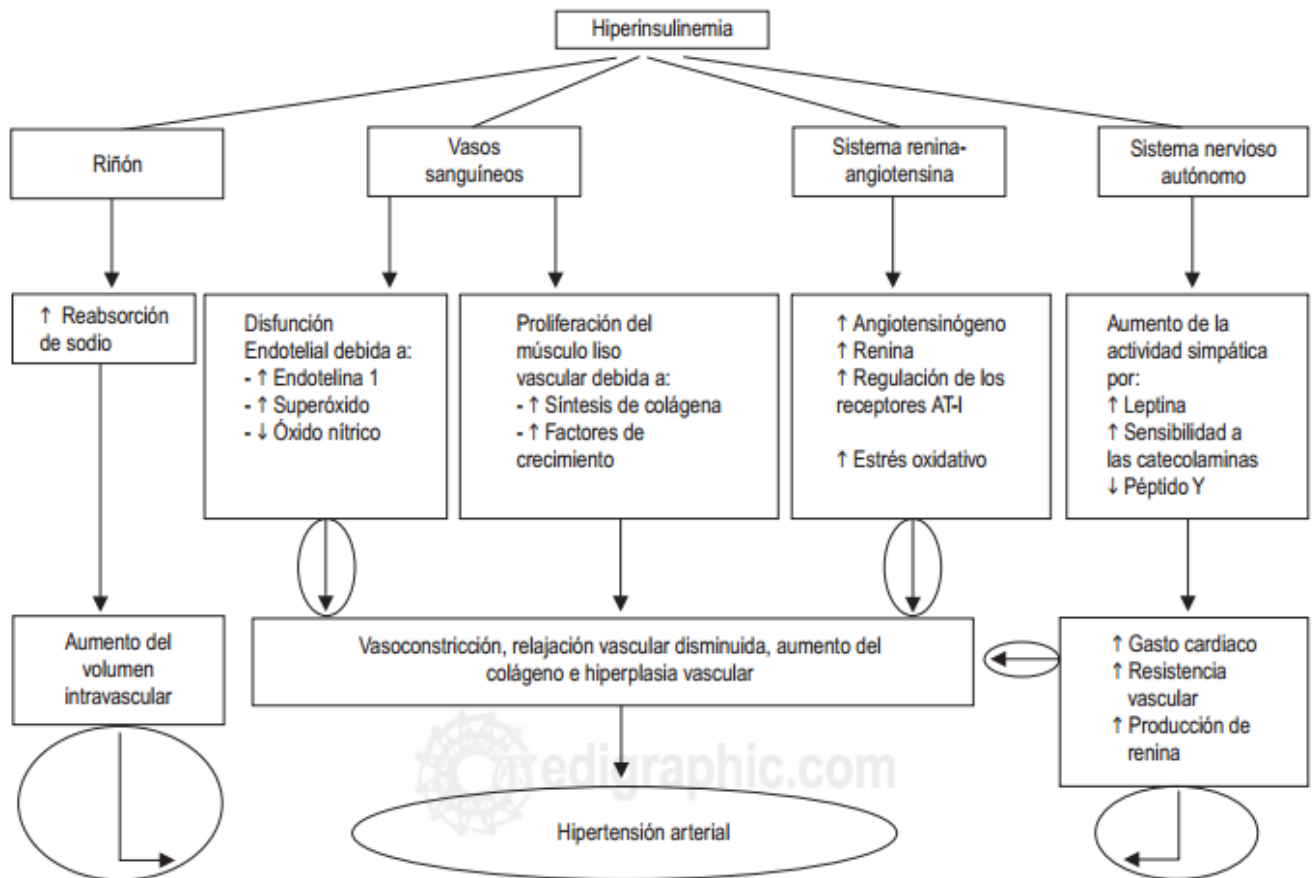 Hiperinsulinemia
Riñón
Vasos
sanguíneos
Sistema renina-
angiotensina
Sistema nervioso
autónomo
↑ Reabsorción
de sodio
Disfunción
Endotelial debida a:
- ↑ Endotelina 1
- ↑ Superóxido
- ↓ Óxido nítrico
Proliferación del
músculo liso
vascular debida a:
- ↑ Síntesis de colágena
- ↑ Factores de
crecimiento
↑ Angiotensinógeno
↑ Renina
↑ Regulación de los
receptores AT-I
↑ Estrés oxidativo
Aumento de la
actividad simpática
por:
↑ Leptina
↑ Sensibilidad a
las catecolaminas
↓ Péptido Y
Aumento del
volumen
intravascular
Vasoconstricción, relajación vascular disminuida, aumento del
colágeno e hiperplasia vascular
↑ Gasto cardiaco
↑ Resistencia
vascular
↑ Producción de
renina
edigraphic.com
Hipertensión arterial